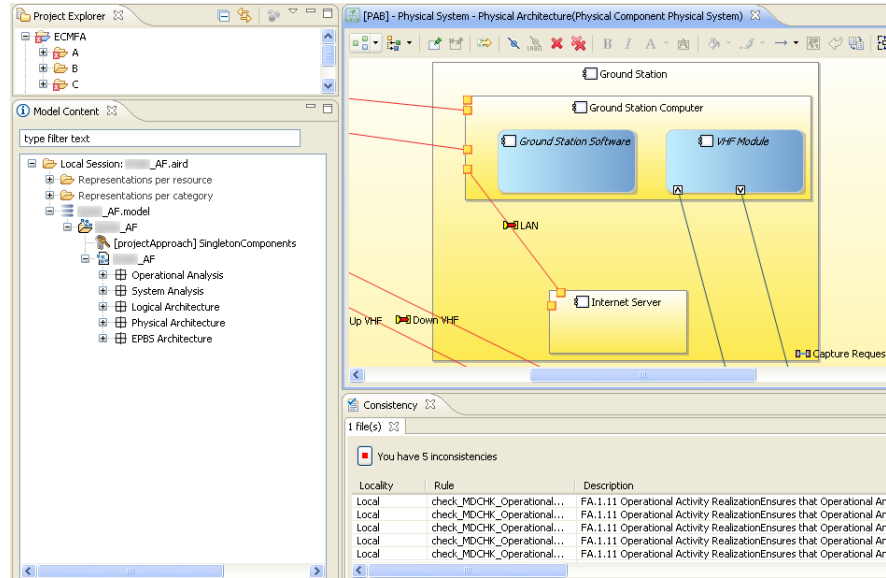 Project Explorer
ECMFA
A
B
C
Model Content
type filter text
Local Session: _AF.aird
Representations per resource
Representations per category
_AF.model
_AF
[projectApproach] SingletonComponents
_AF
Operational Analysis
System Analysis
Logical Architecture
Physical Architecture
EPBS Architecture
[PAB] - Physical System - Physical Architecture(Physical Component Physical System)
B I A
Ground Station
Ground Station Computer
Ground Station Software
VHF Module
LAN
Internet Server
Up VHF
Down VHF
Capture Reques
Consistency
1 file(s)
You have 5 inconsistencies
Locality Rule Description
Local check_MDCHK_Operational... FA.1.11 Operational Activity RealizationEnsures that Operational Ar
Local check_MDCHK_Operational... FA.1.11 Operational Activity RealizationEnsures that Operational Ar
Local check_MDCHK_Operational... FA.1.11 Operational Activity RealizationEnsures that Operational Ar
Local check_MDCHK_Operational... FA.1.11 Operational Activity RealizationEnsures that Operational Ar
Local check_MDCHK_Operational... FA.1.11 Operational Activity RealizationEnsures that Operational Ar